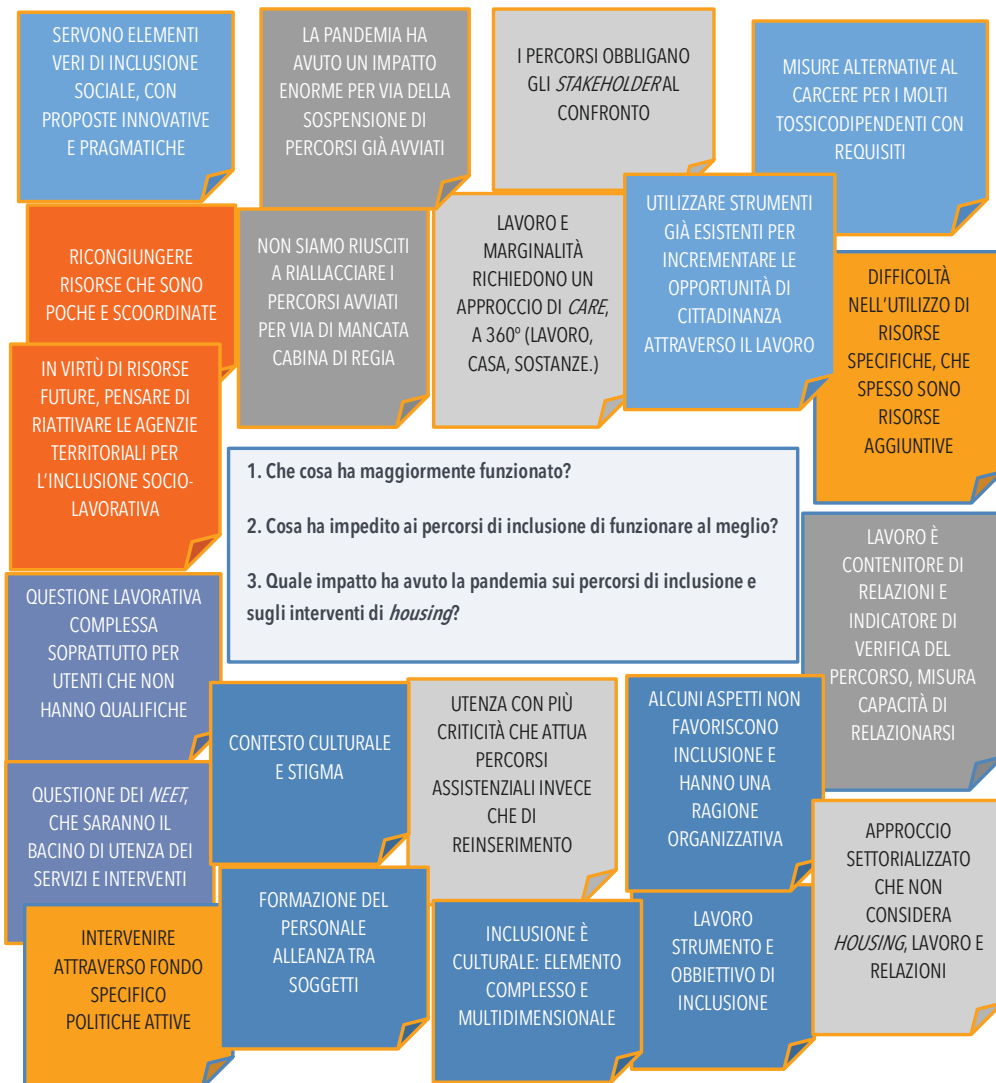 SERVONO ELEMENTI
VERI DI INCLUSIONE
SOCIALE, CON
PROPOSTE INNOVATIVE
E PRAGMATICHE
LA PANDEMIA HA
AVUTO UN IMPATTO
ENORME PER VIA DELLA
SOSPENSIONE DI
PERCORSI GIÀ AVVIATI
I PERCORSI OBBLIGANO
GLI STAKEHOLDER AL
CONFRONTO
MISURE ALTERNATIVE AL
CARCERE PER I MOLTI
TOSSICODIPENDENTI CON
REQUISITI
RICONGIUNGERE
RISORSE CHE SONO
POCHE E SCOORDINATE
NON SIAMO RIUSCITI
A RIALLACCIARE I
PERCORSI AVVIATI
PER VIA DI MANCATA
CABINA DI REGIA
LAVORO E
MARGINALITÀ
RICHIEDONO UN
APPROCCIO DI CARE,
A 360° (LAVORO,
CASA, SOSTANZE.)
UTILIZZARE STRUMENTI
GIÀ ESISTENTI PER
INCREMENTARE LE
OPPORTUNITÀ DI
CITTADINANZA
ATTRAVERSO IL LAVORO
DIFFICOLTÀ
NELL'UTILIZZO DI
RISORSE
SPECIFICHE, CHE
SPESSO SONO
RISORSE
AGGIUNTIVE
IN VIRTÙ DI RISORSE
FUTURE, PENSARE DI
RIATTIVARE LE AGENZIE
TERRITORIALI PER
L'INCLUSIONE SOCIO-
LAVORATIVA
1. Che cosa ha maggiormente funzionato?
2. Cosa ha impedito ai percorsi di inclusione di funzionare al meglio?
3. Quale impatto ha avuto la pandemia sui percorsi di inclusione e
sugli interventi di housing?
LAVORO È
CONTENITORE DI
RELAZIONI E
INDICATORE DI
VERIFICA DEL
PERCORSO, MISURA
CAPACITÀ DI
RELAZIONARSI
QUESTIONE LAVORATIVA
COMPLESSA
SOPRATTUTTO PER
UTENTI CHE NON
HANNO QUALIFICHE
CONTESTO CULTURALE
E STIGMA
UTENZA CON PIÙ
CRITICITÀ CHE ATTUA
PERCORSI
ASSISTENZIALI INVECE
CHE DI
REINSERIMENTO
ALCUNI ASPETTI NON
FAVORISCONO
INCLUSIONE E
HANNO UNA
RAGIONE
ORGANIZZATIVA
QUESTIONE DEI NEET,
CHE SARANNO IL
BACINO DI UTENZA DEI
SERVIZI E INTERVENTI
APPROCCIO
SETTORIALIZZATO
CHE NON
CONSIDERA
HOUSING, LAVORO E
RELAZIONI
FORMAZIONE DEL
PERSONALE
ALLEANZA TRA
SOGGETTI
INTERVENIRE
ATTRAVERSO FONDO
SPECIFICO
POLITICHE ATTIVE
INCLUSIONE È
CULTURALE: ELEMENTO
COMPLESSO E
MULTIDIMENSIONALE
LAVORO
STRUMENTO E
OBBIETTIVO DI
INCLUSIONE